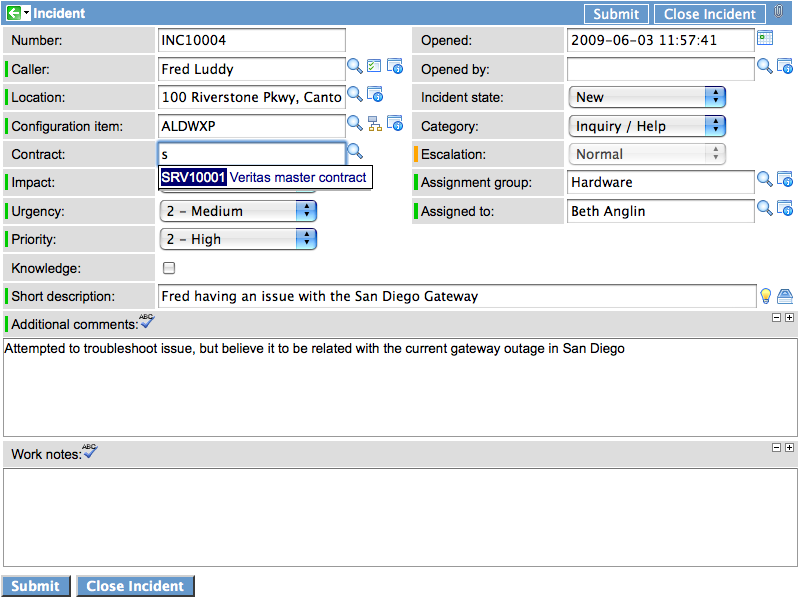 Incident Submit Close Incident
Number: INC10004 Opened: 2009-06-03 11:57:41
Caller: Fred Luddy Opened by:
Location: 100 Riverstone Pkwy, Canto Incident state: New
Configuration item: ALDWXP Category: Inquiry / Help
Contract: s Escalation: Normal
SRV10001 Veritas master contract
Impact: Assignment group: Hardware
Urgency: 2 - Medium Assigned to: Beth Anglin
Priority: 2 - High
Knowledge:
Short description: Fred having an issue with the San Diego Gateway
Additional comments: ABC
Attempted to troubleshoot issue, but believe it to be related with the current gateway outage in San Diego
Work notes: ABC
Submit Close Incident